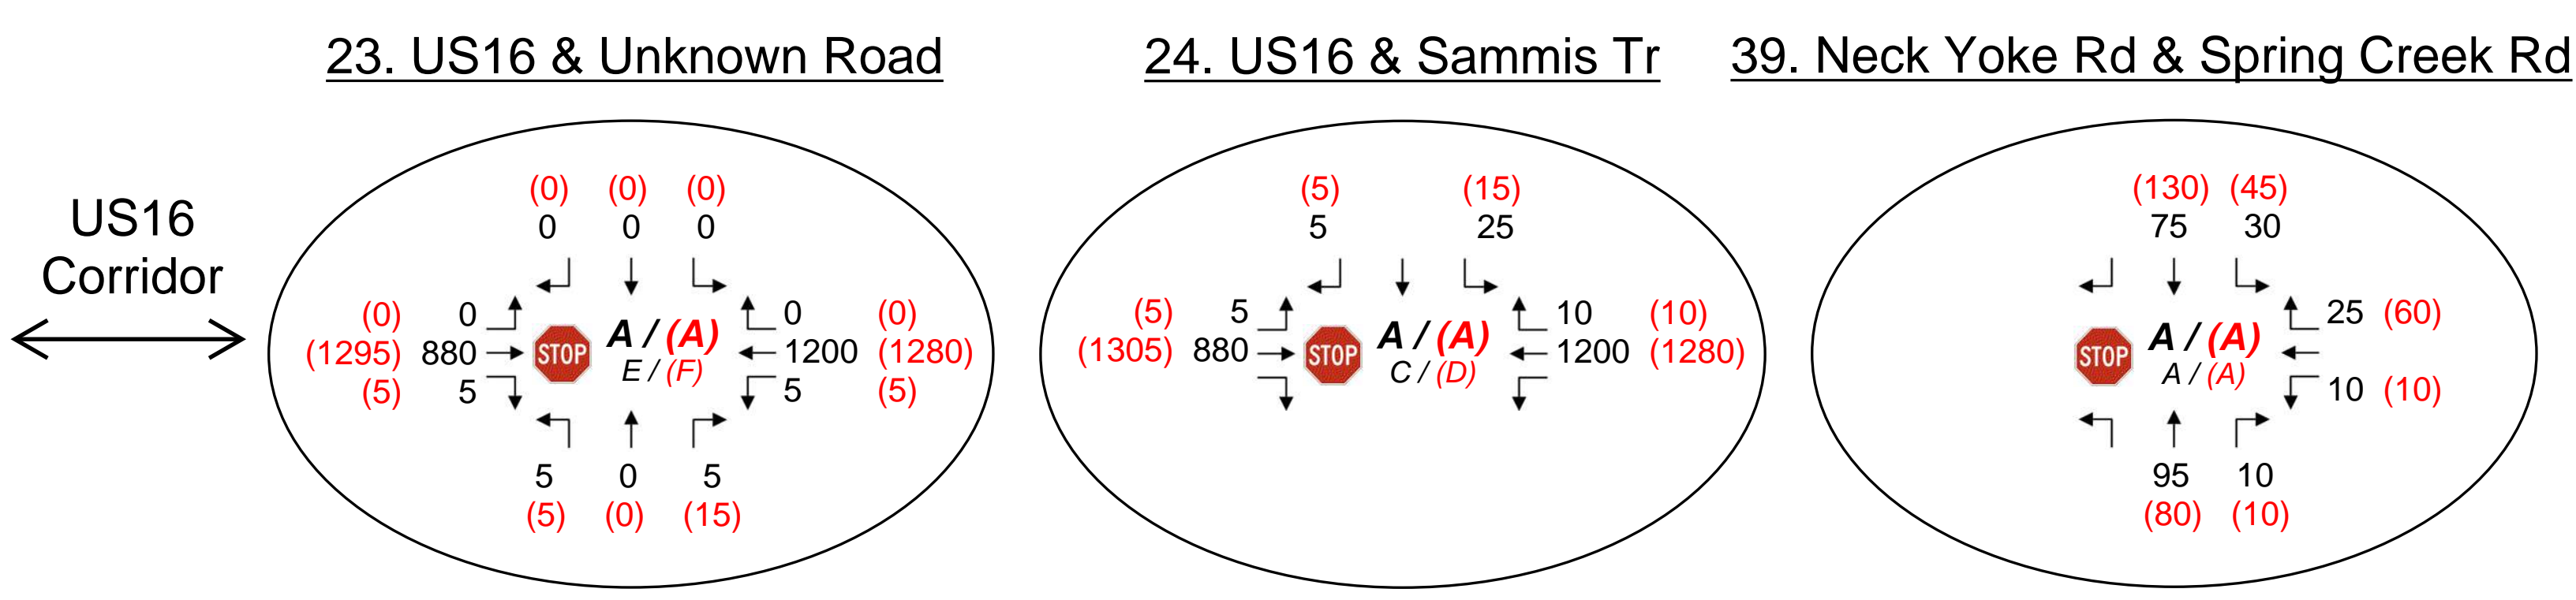 23. US16 & Unknown Road
24. US16 & Sammis Tr
39. Neck Yoke Rd & Spring Creek Rd
US16
Corridor
(0) (0) (0)
0 0 0
(0) 0
(1295) 880
(5) 5
STOP
A / (A)
E / (F)
0 (0)
1200 (1280)
5 (5)
5 0 5
(5) (0) (15)
(5) (15)
5 25
(5) 5
(1305) 880
STOP
A / (A)
C / (D)
10 (10)
1200 (1280)
(130) (45)
75 30
STOP
A / (A)
A / (A)
25 (60)
10 (10)
95 10
(80) (10)